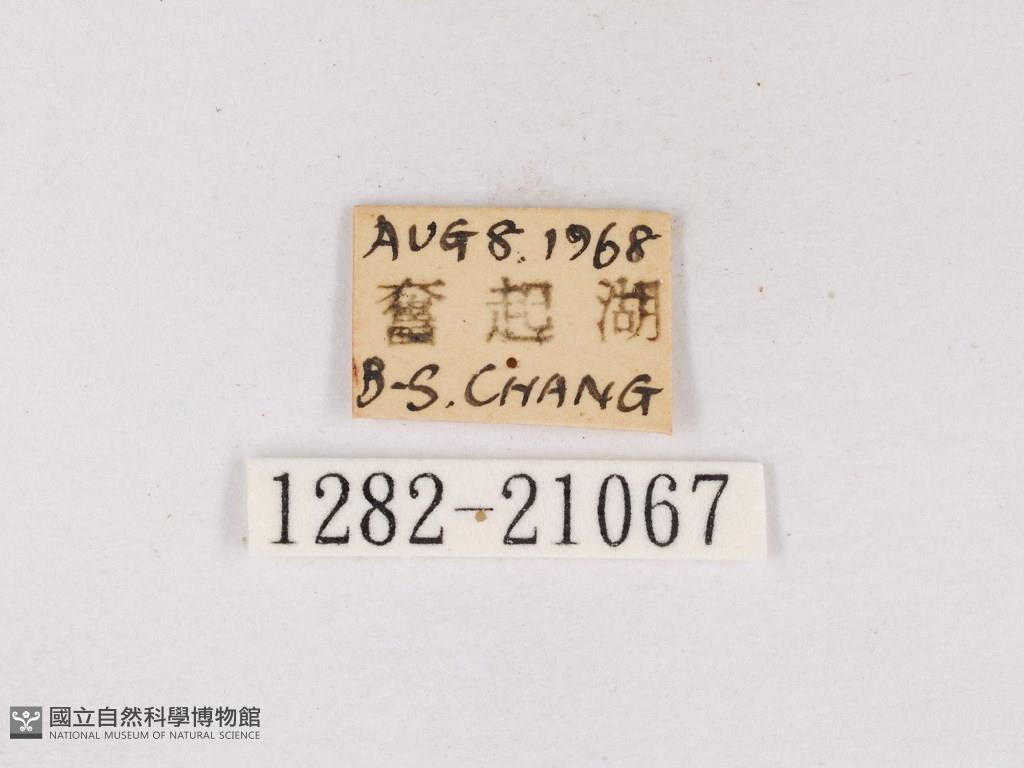 AUG 8. 1968
奮起湖
B-S. CHANG
1282-21067
國立自然科學博物館
NATIONAL MUSEUM OF NATURAL SCIENCE